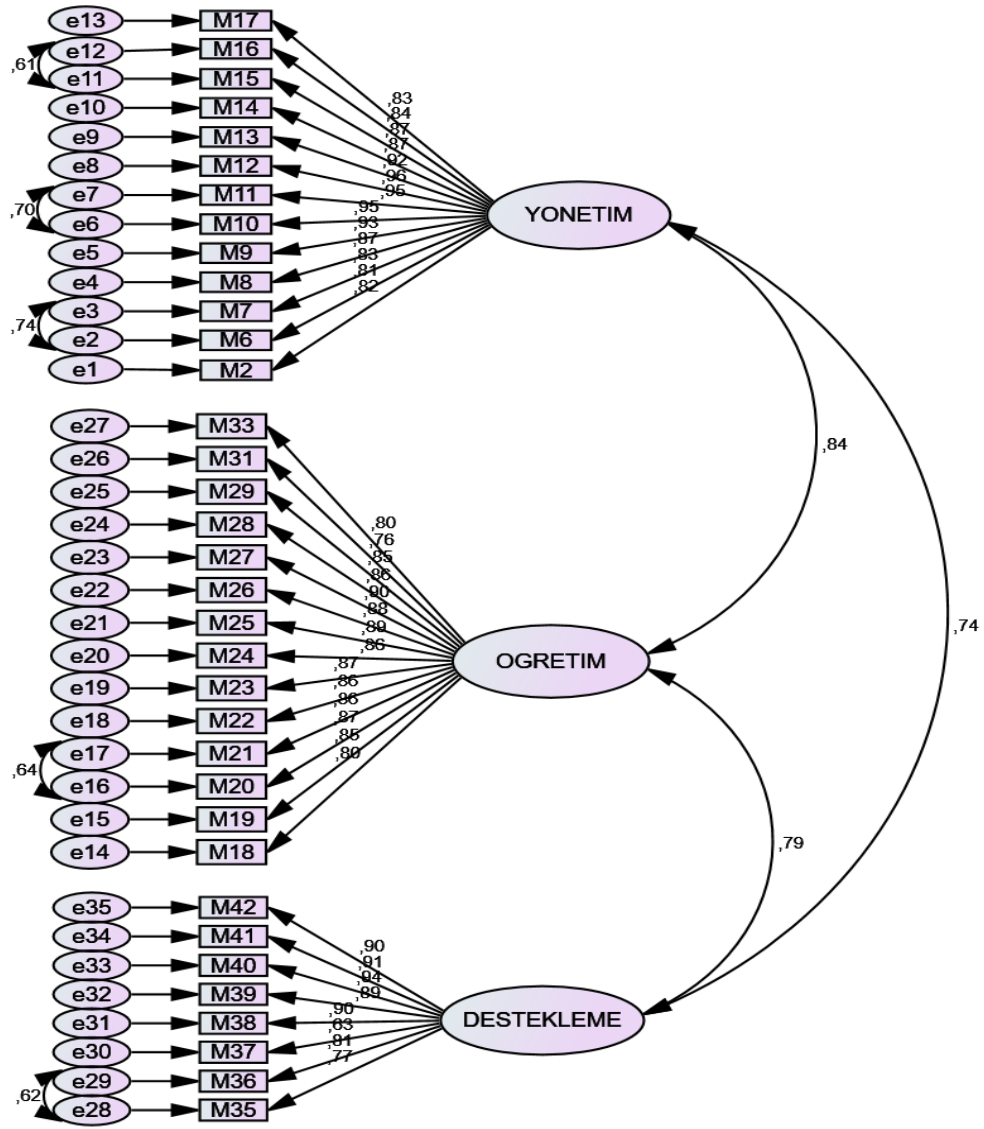 e13 M17
e12 M16
,61
e11 M15
e10 M14
e9 M13
e8 M12
e7 M11
,70
e6 M10
e5 M9
e4 M8
e3 M7
,74
e2 M6
e1 M2
,83
,84
,87
,87
,92
,96
,95
,95
,93
,87
,83
,81
,82
YONETIM
,84
,74
e27 M33
e26 M31
e25 M29
e24 M28
e23 M27
e22 M26
e21 M25
e20 M24
e19 M23
e18 M22
e17 M21
,64
e16 M20
e15 M19
e14 M18
,80
,76
,85
,86
,90
,88
,89
,86
,87
,86
,86
,87
,85
,80
OGRETIM
,79
e35 M42
e34 M41
e33 M40
e32 M39
e31 M38
e30 M37
e29 M36
,62
e28 M35
,90
,91
,94
,89
,90
,63
,81
,77
DESTEKLEME